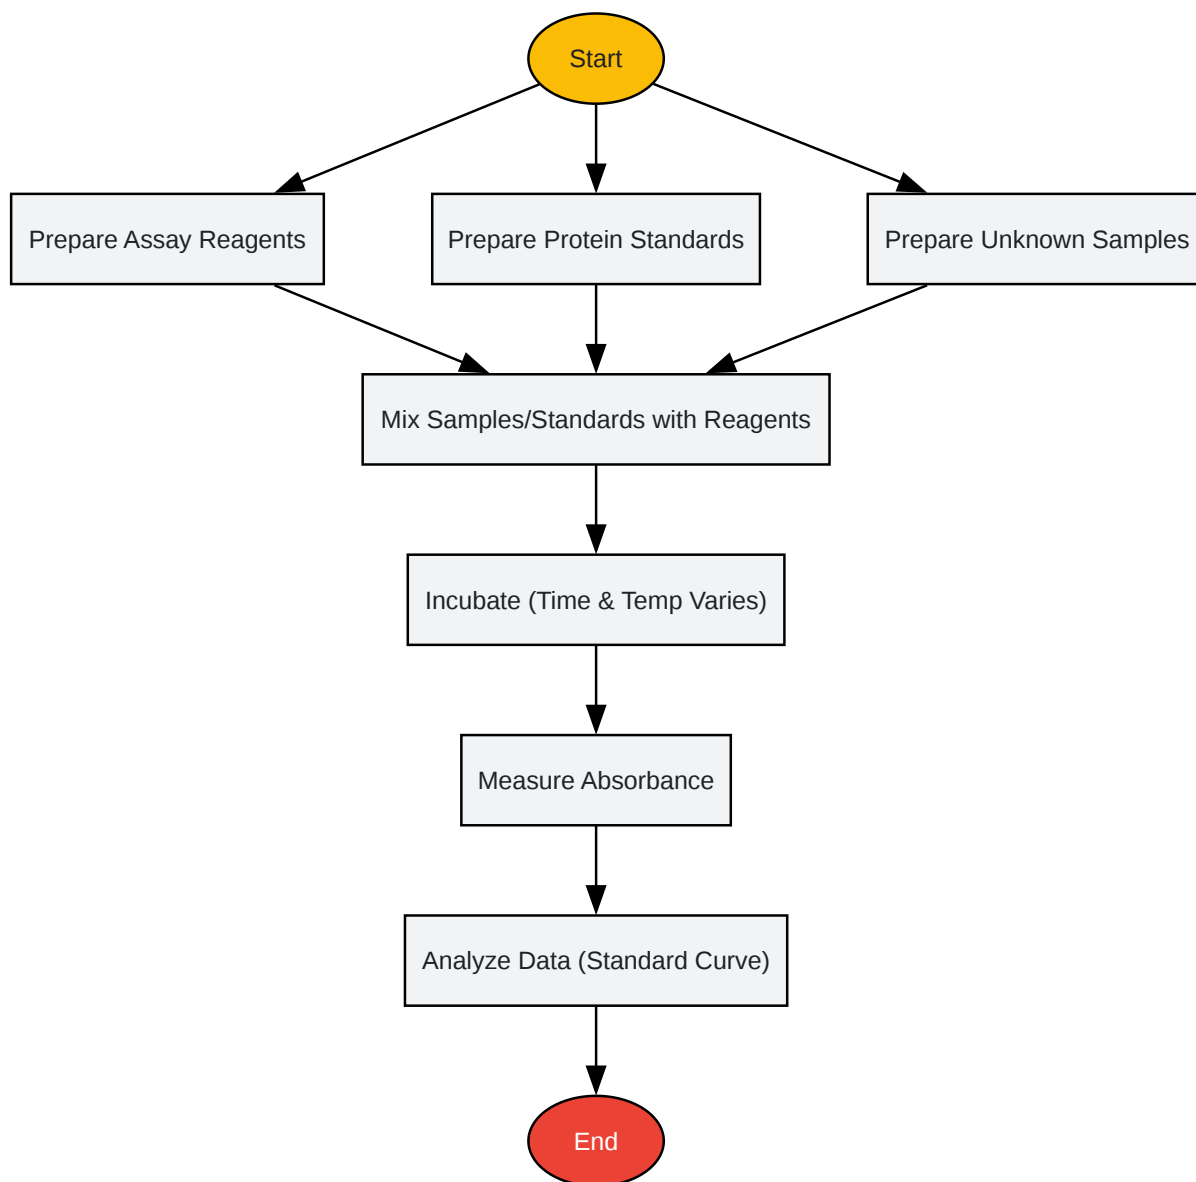 Start
Prepare Assay Reagents
Prepare Protein Standards
Prepare Unknown Samples
Mix Samples/Standards with Reagents
Incubate (Time & Temp Varies)
Measure Absorbance
Analyze Data (Standard Curve)
End